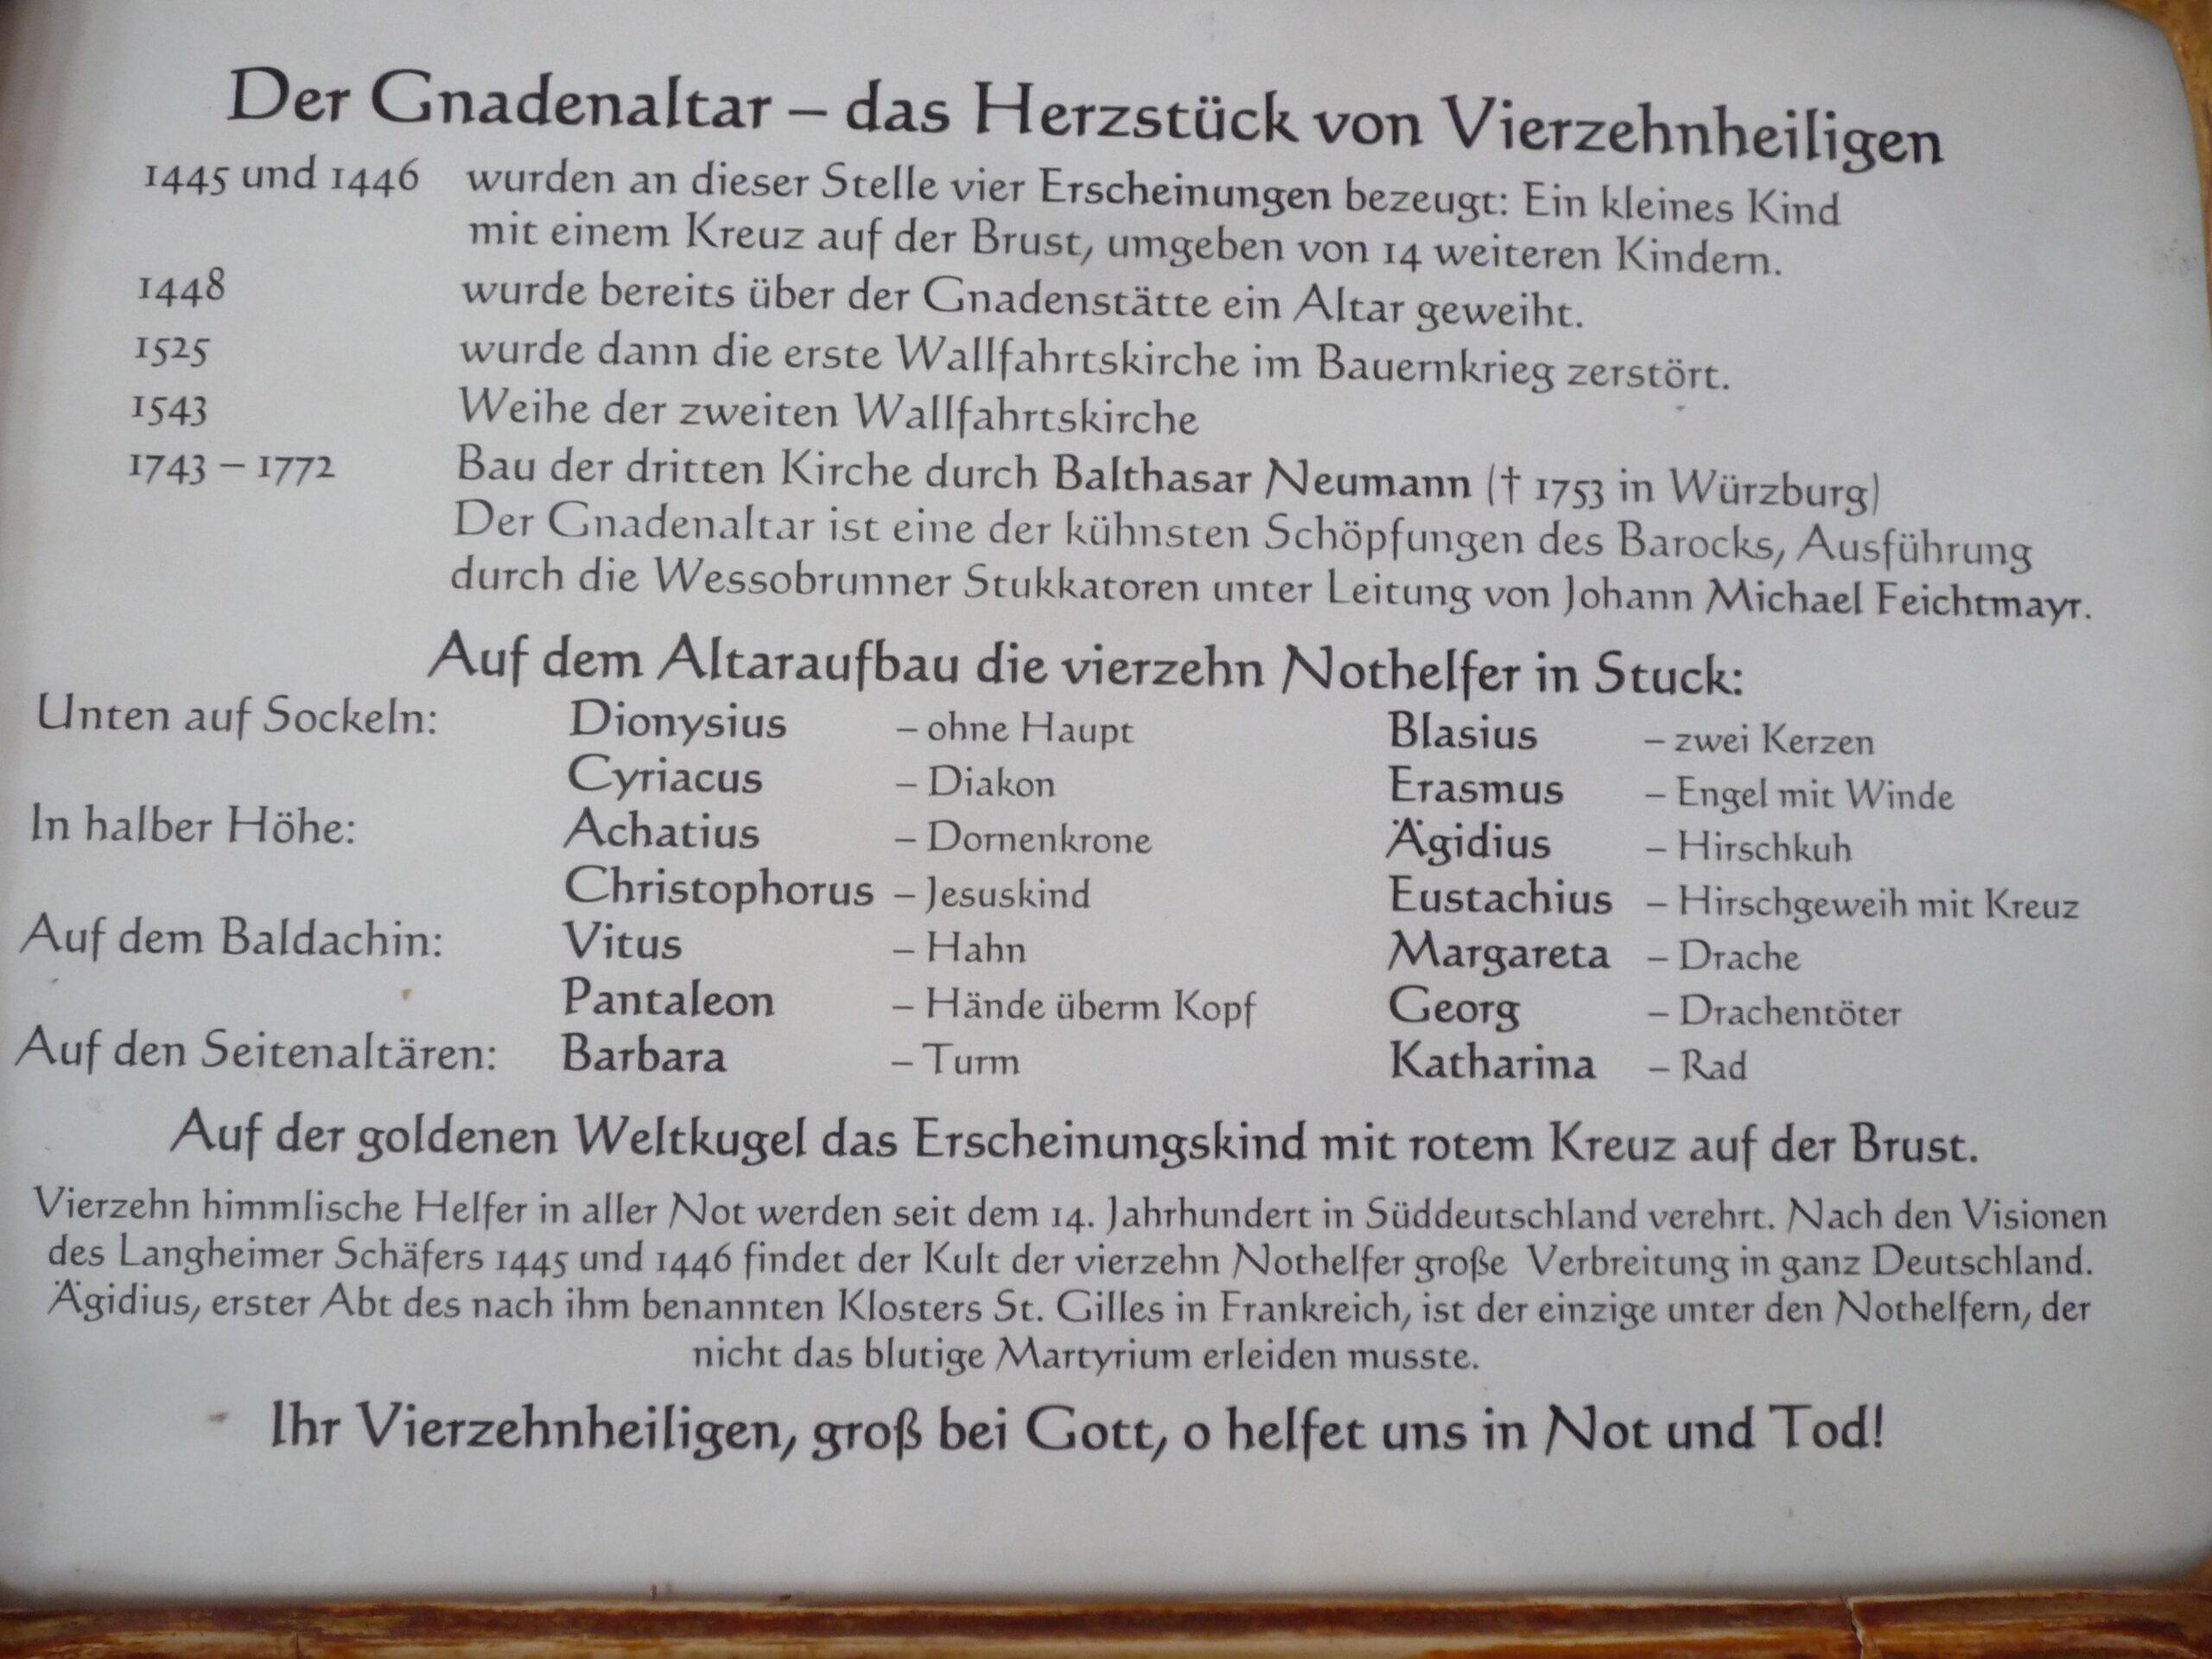 Der Gnadenaltar – das Herzstück von Vierzehnheiligen
1445 und 1446 wurden an dieser Stelle vier Erscheinungen bezeugt: Ein kleines Kind
mit einem Kreuz auf der Brust, umgeben von 14 weiteren Kindern.
1448 wurde bereits über der Gnadenstätte ein Altar geweiht.
1525 wurde dann die erste Wallfahrtskirche im Bauernkrieg zerstört.
1543 Weihe der zweiten Wallfahrtskirche
1743 – 1772 Bau der dritten Kirche durch Balthasar Neumann († 1753 in Würzburg)
Der Gnadenaltar ist eine der kühnsten Schöpfungen des Barocks, Ausführung
durch die Wessobrunner Stukkatoren unter Leitung von Johann Michael Feichtmayr.
Auf dem Altaraufbau die vierzehn Nothelfer in Stuck:
Unten auf Sockeln: Dionysius – ohne Haupt Blasius – zwei Kerzen
Cyriacus – Diakon Erasmus – Engel mit Winde
In halber Höhe: Achatius – Dornenkrone Ägidius – Hirschkuh
Christophorus – Jesuskind Eustachius – Hirschgeweih mit Kreuz
Auf dem Baldachin: Vitus – Hahn Margareta – Drache
Pantaleon – Hände überm Kopf Georg – Drachentöter
Auf den Seitenaltären: Barbara – Turm Katharina – Rad
Auf der goldenen Weltkugel das Erscheinungskind mit rotem Kreuz auf der Brust.
Vierzehn himmlische Helfer in aller Not werden seit dem 14. Jahrhundert in Süddeutschland verehrt. Nach den Visionen
des Langheimer Schäfers 1445 und 1446 findet der Kult der vierzehn Nothelfer große Verbreitung in ganz Deutschland.
Ägidius, erster Abt des nach ihm benannten Klosters St. Gilles in Frankreich, ist der einzige unter den Nothelfern, der
nicht das blutige Martyrium erleiden musste.
Ihr Vierzehnheiligen, groß bei Gott, o helfet uns in Not und Tod!